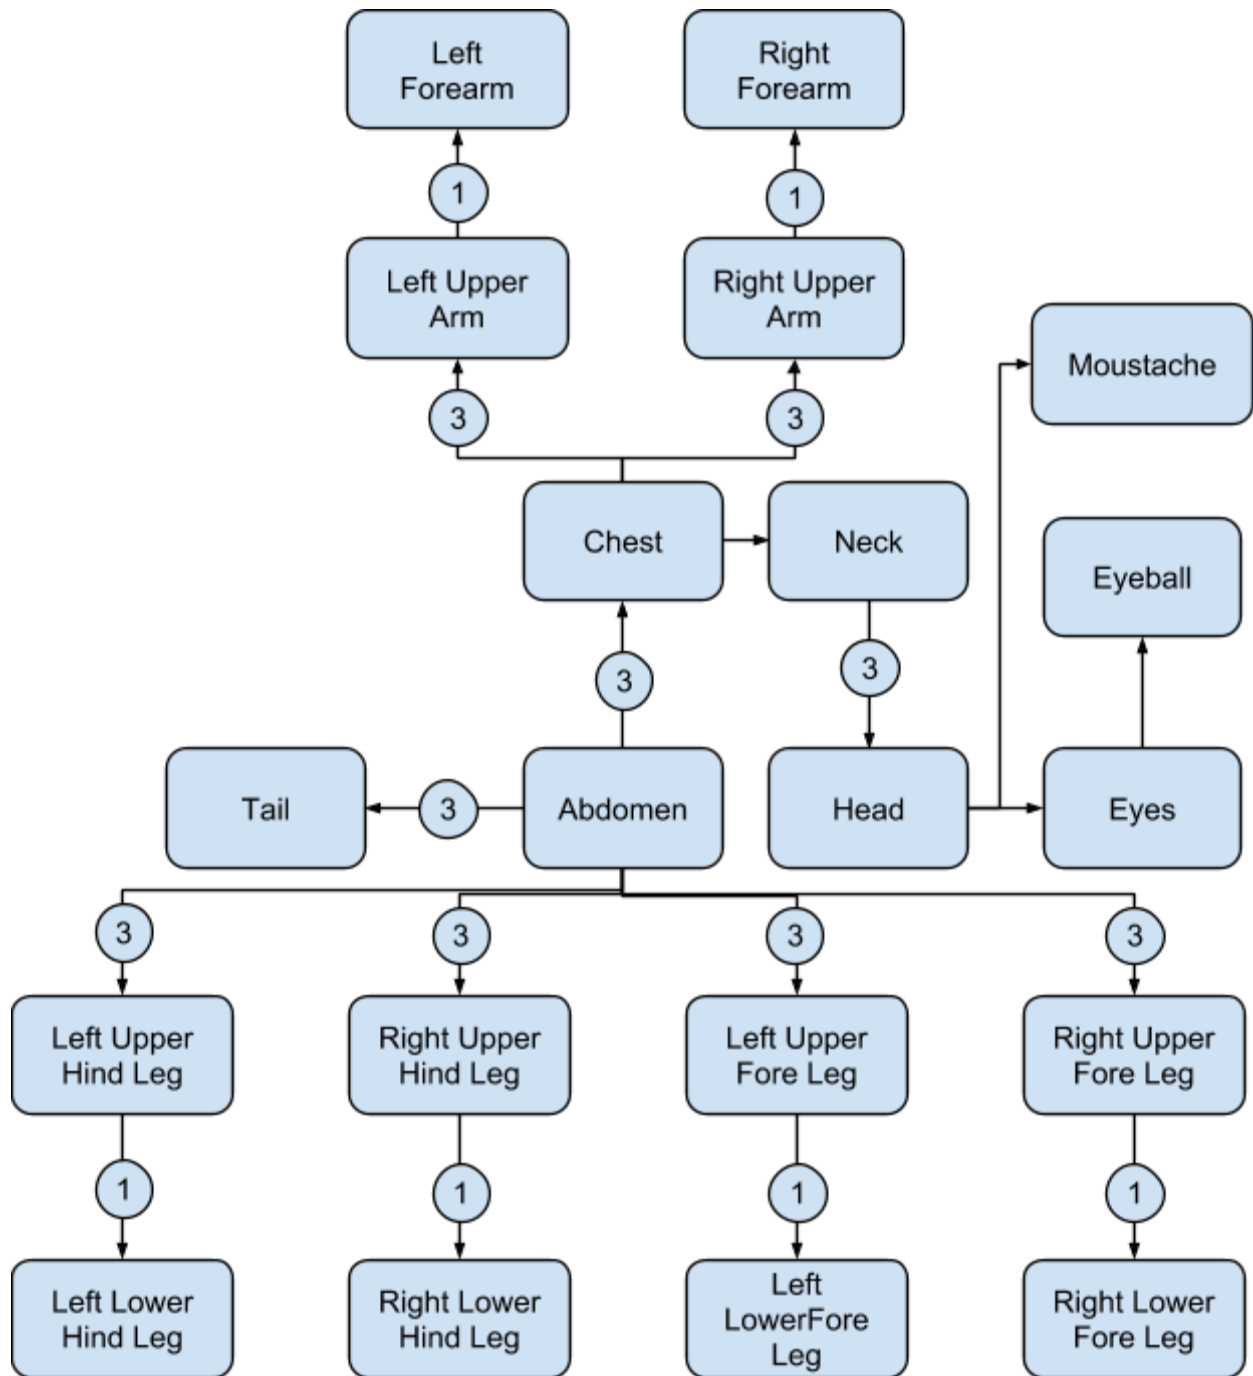 Left
Forearm
Right
Forearm
1
1
Left Upper
Arm
Right Upper
Arm
Moustache
3
3
Chest
Neck
Eyeball
3
3
Tail
3
Abdomen
Head
Eyes
3
3
3
3
Left Upper
Hind Leg
Right Upper
Hind Leg
Left Upper
Fore Leg
Right Upper
Fore Leg
1
1
1
1
Left Lower
Hind Leg
Right Lower
Hind Leg
Left
LowerFore
Leg
Right Lower
Fore Leg